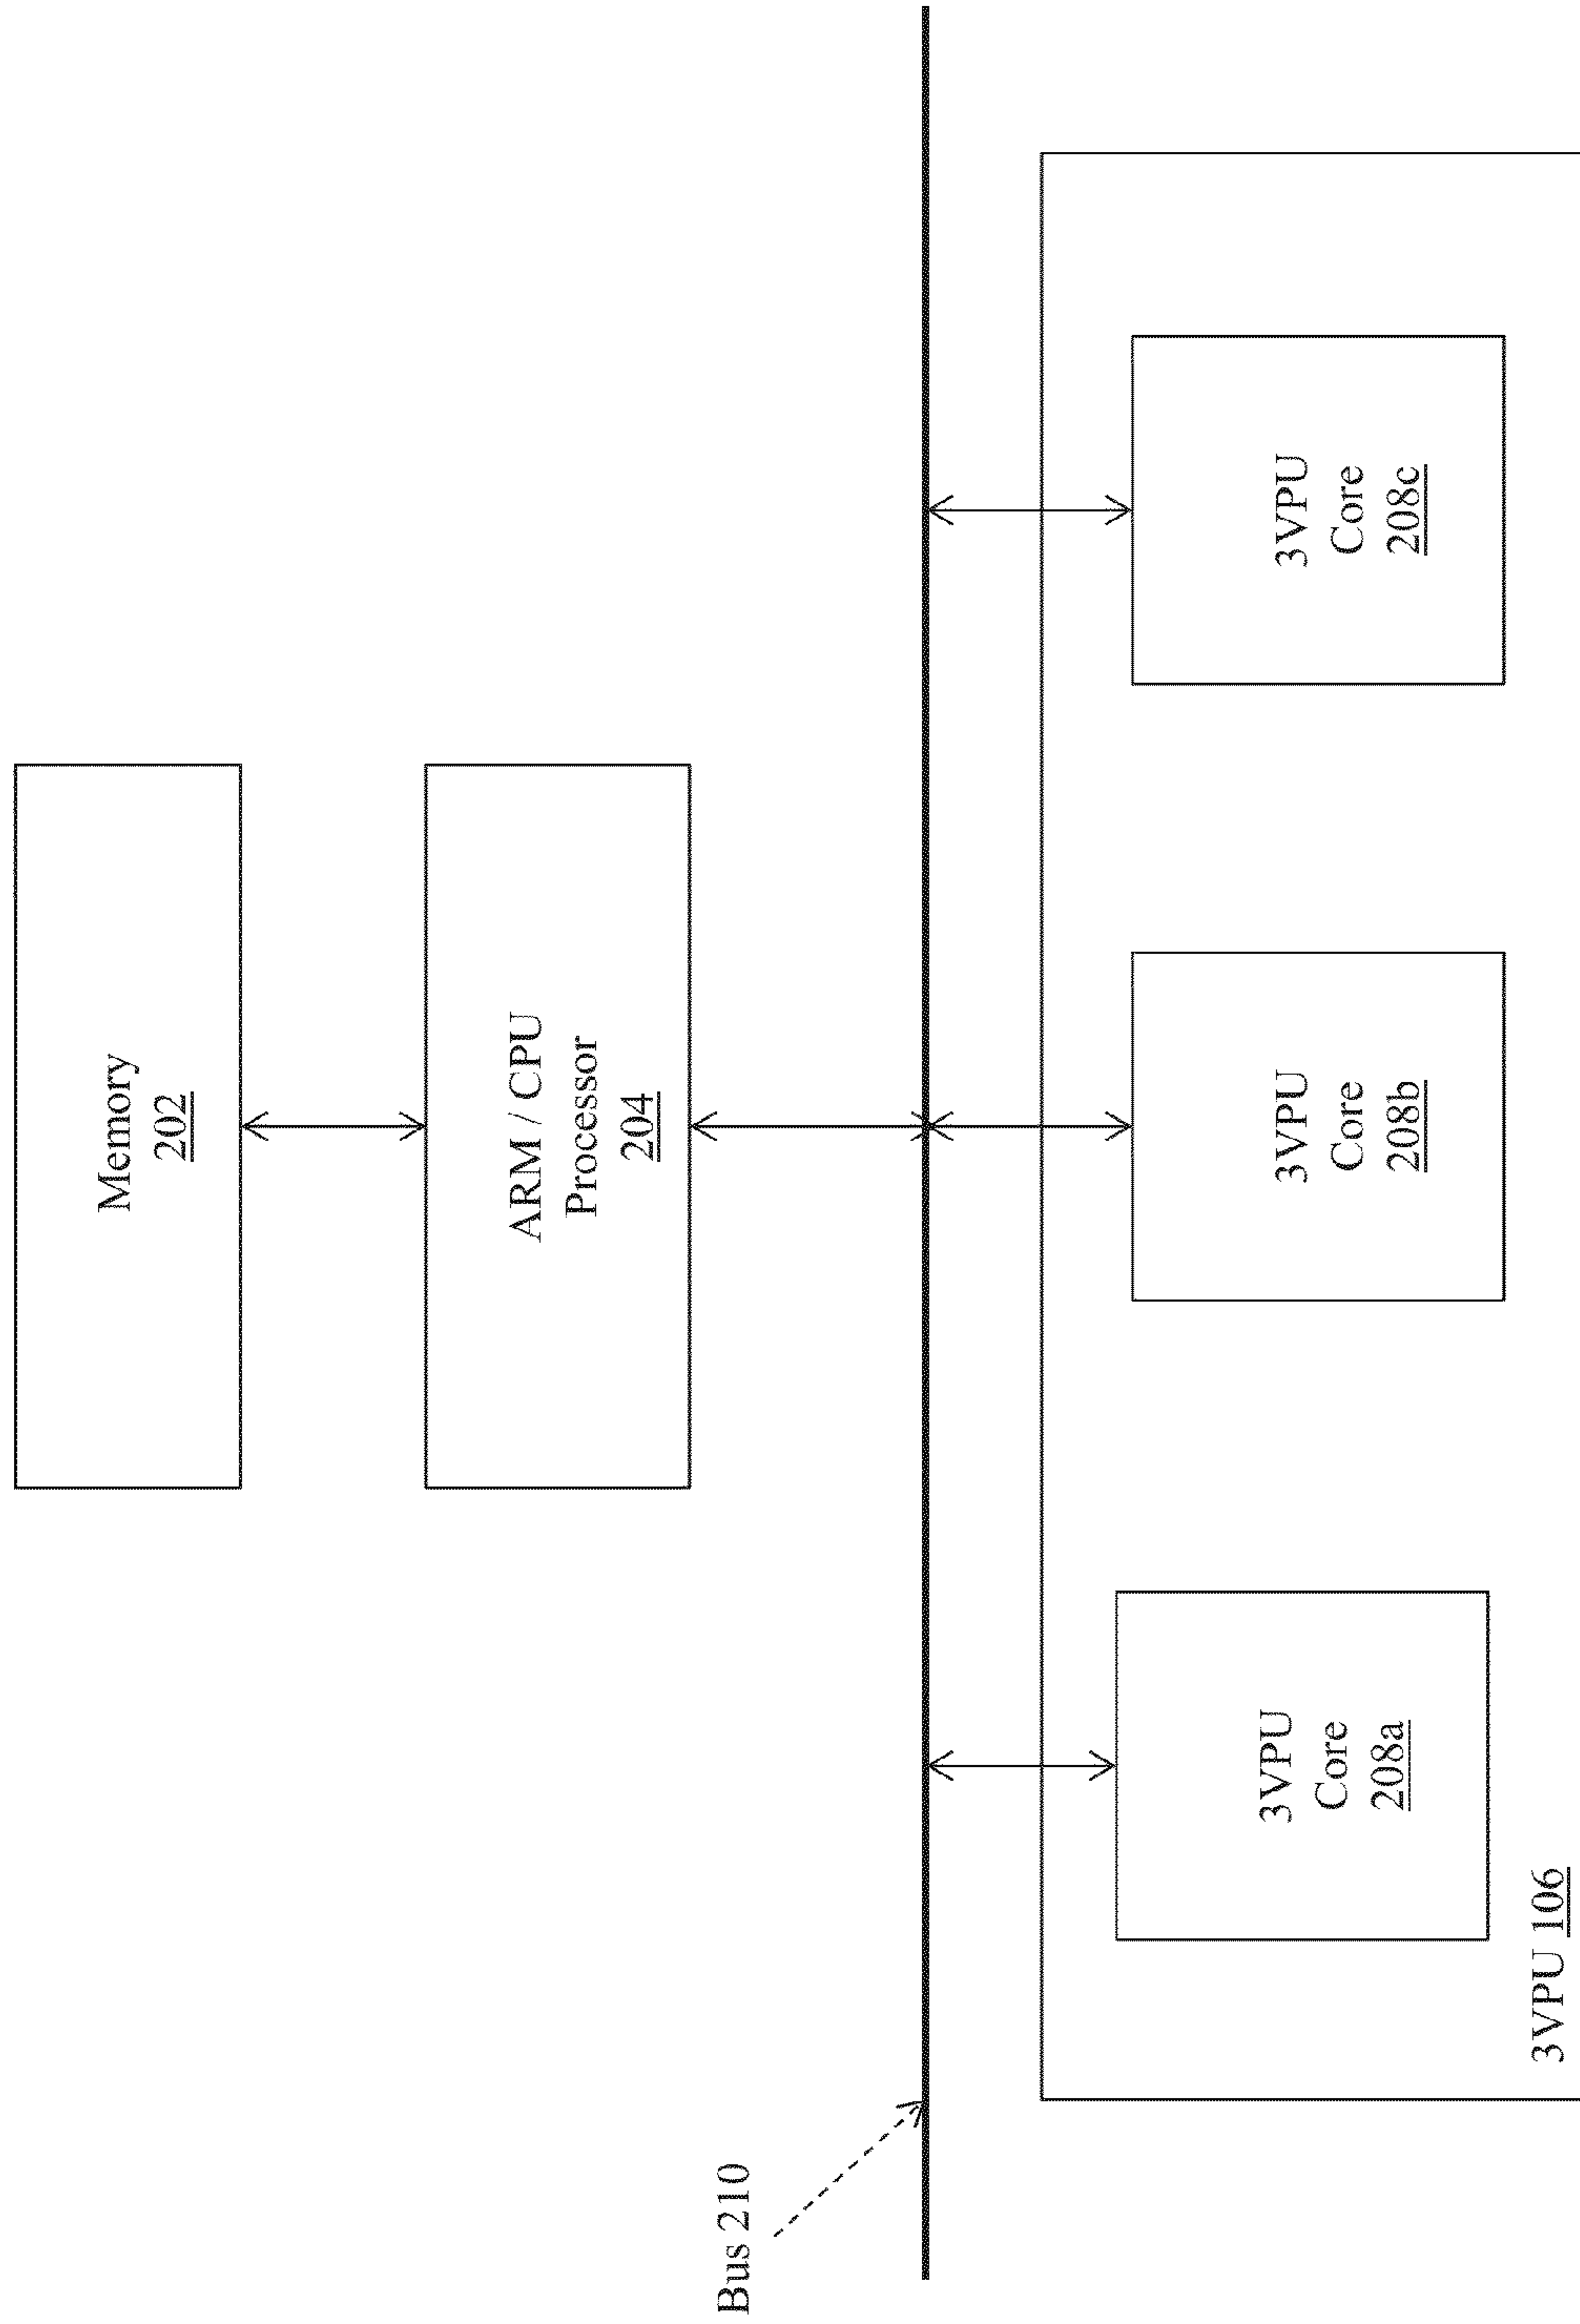 Memory
202
ARM / CPU
Processor
204
Bus 210
3VPU
Core
208a
3VPU
Core
208b
3VPU
Core
208c
3VPU 106